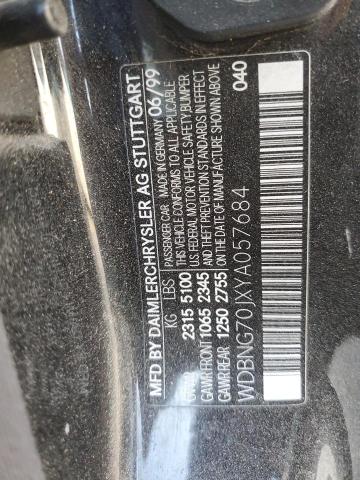 MFD BY DAIMLERCHRYSLER AG STUTTGART
MADE IN GERMANY 06/99
KG LBS PASSENGER CAR
2315 5100 THIS VEHICLE CONFORMS TO ALL APPLICABLE
GAWR FRONT 1065 2345 U.S. FEDERAL MOTOR VEHICLE SAFETY BUMPER
AND THEFT PREVENTION STANDARDS IN EFFECT
GAWR REAR 1250 2755 ON THE DATE OF MANUFACTURE SHOWN ABOVE
WDBNG70JXYA057684
040